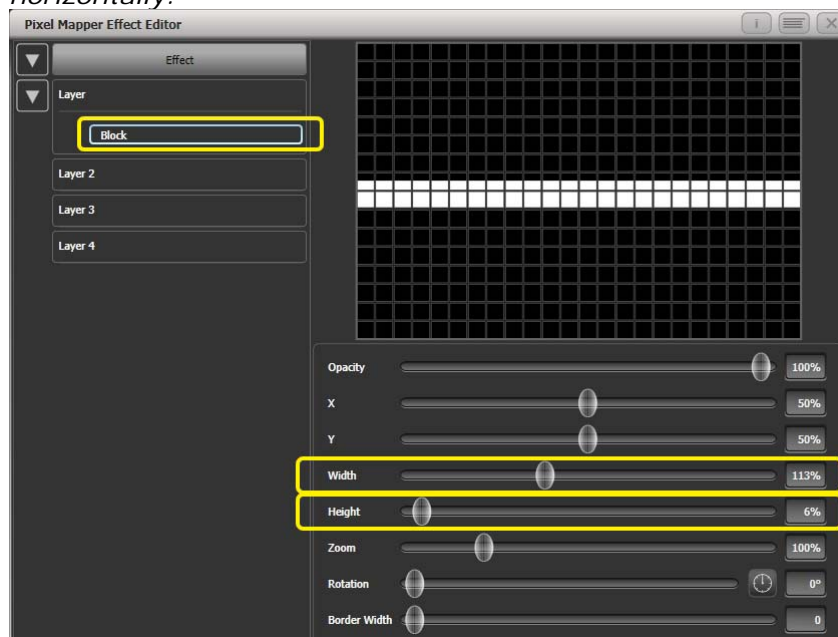 horizontally.
Pixel Mapper Effect Editor
Effect
Layer
Block
Layer 2
Layer 3
Layer 4
Opacity 100%
X 50%
Y 50%
Width 113%
Height 6%
Zoom 100%
Rotation 0°
Border Width 0